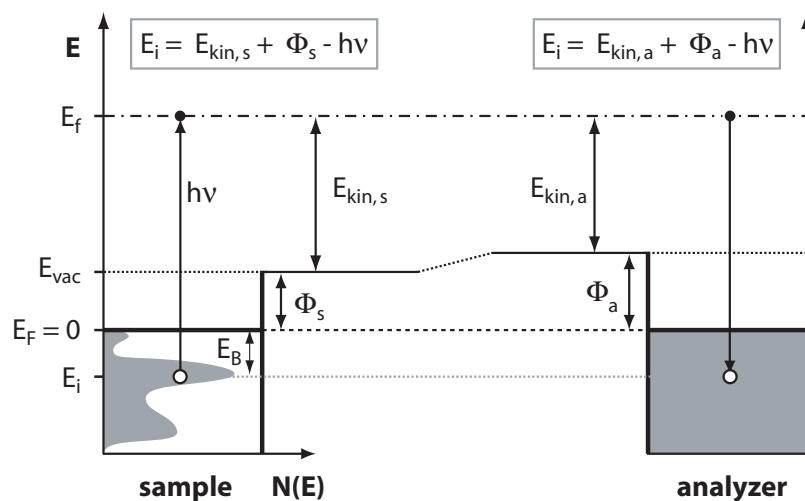 E
E_i = E_kin, s + Φ_s - hν
E_i = E_kin, a + Φ_a - hν
E_f
hν
E_kin, s
E_kin, a
E_vac
Φ_s
Φ_a
E_F = 0
E_B
E_i
sample
N(E)
analyzer